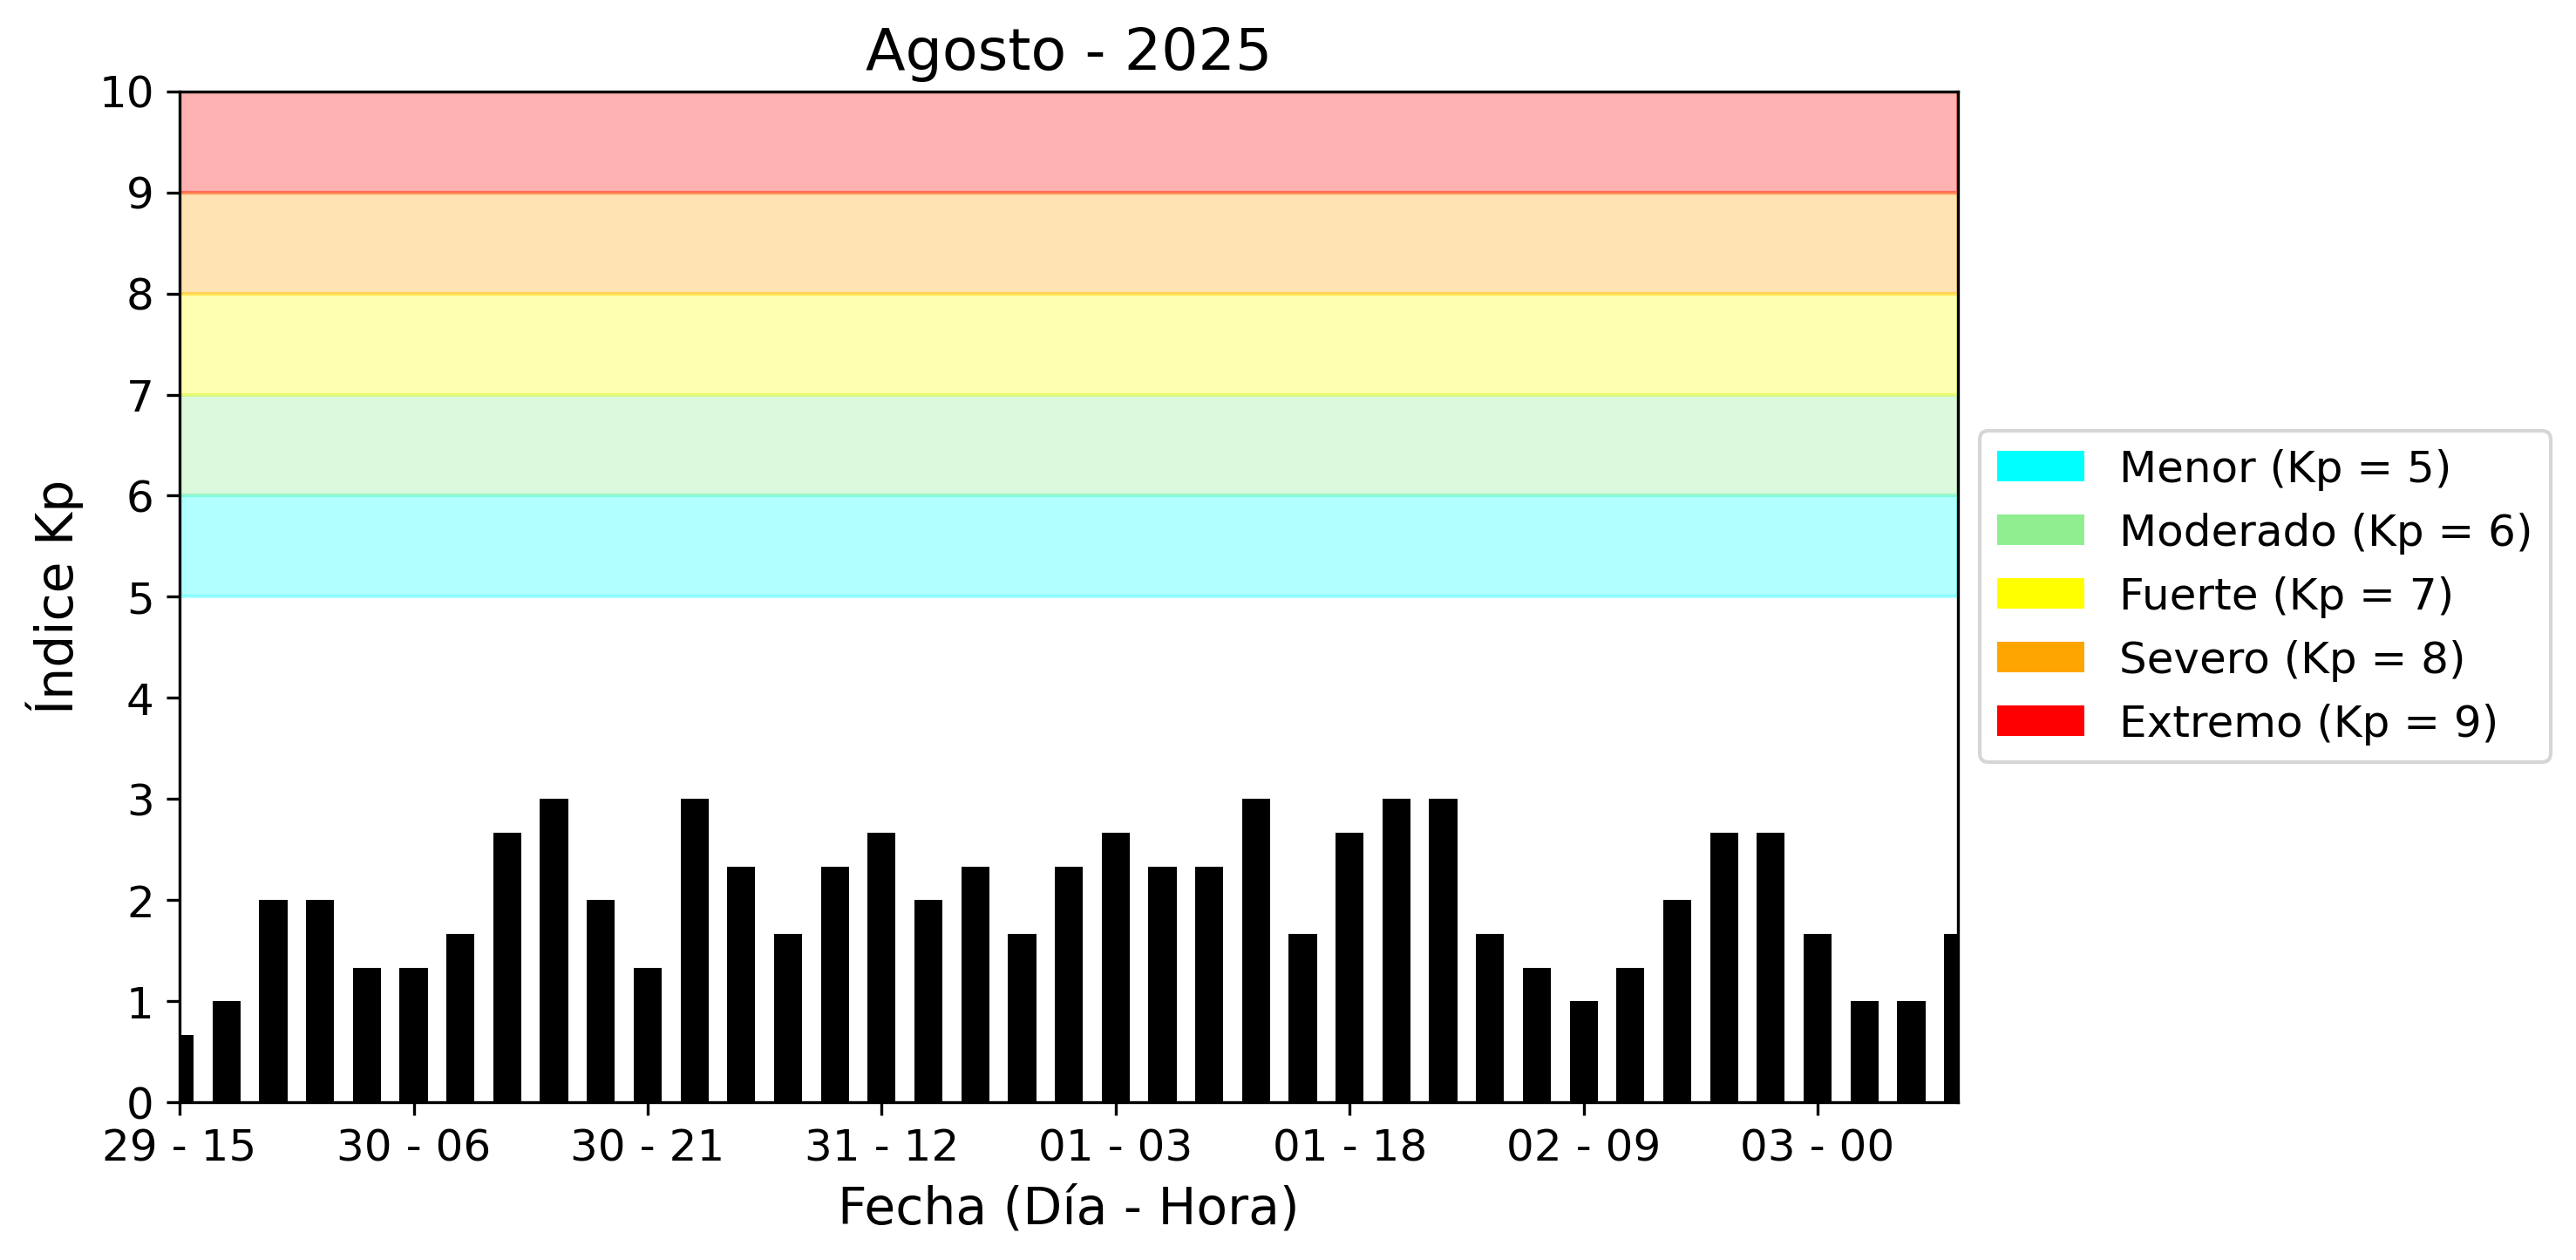 Agosto - 2025
10
9
8
7
6
5
4
3
2
1
0
Índice Kp
29 - 15
30 - 06
30 - 21
31 - 12
01 - 03
01 - 18
02 - 09
03 - 00
Fecha (Día - Hora)
Menor (Kp = 5)
Moderado (Kp = 6)
Fuerte (Kp = 7)
Severo (Kp = 8)
Extremo (Kp = 9)